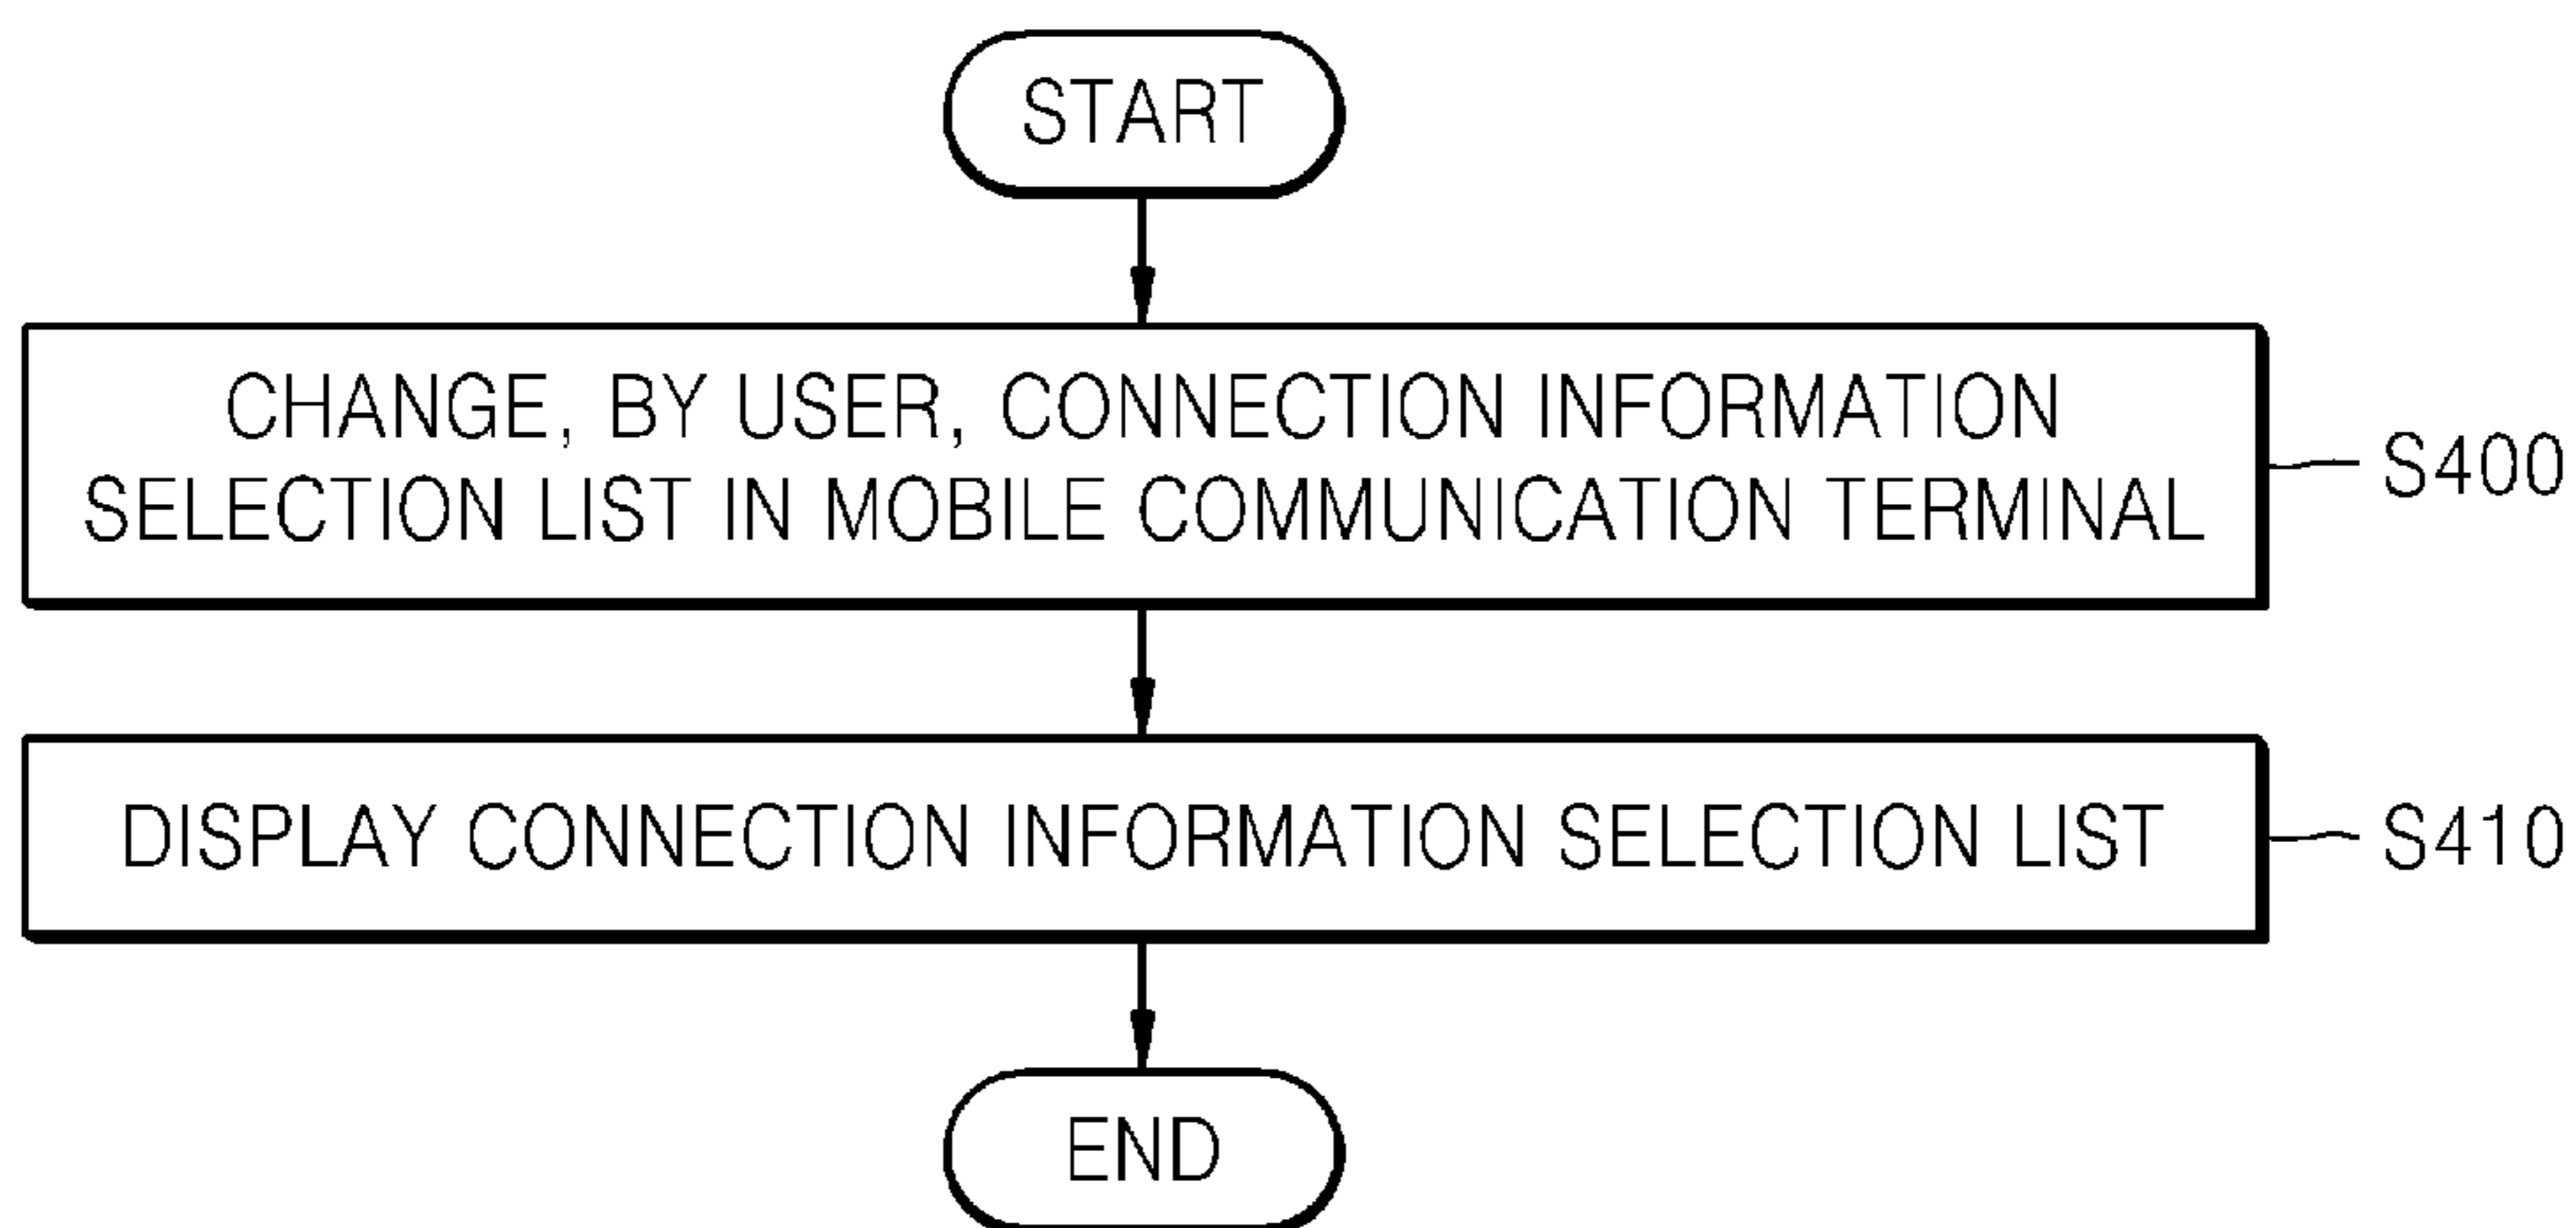 START
CHANGE, BY USER, CONNECTION INFORMATION
SELECTION LIST IN MOBILE COMMUNICATION TERMINAL
S400
DISPLAY CONNECTION INFORMATION SELECTION LIST
S410
END